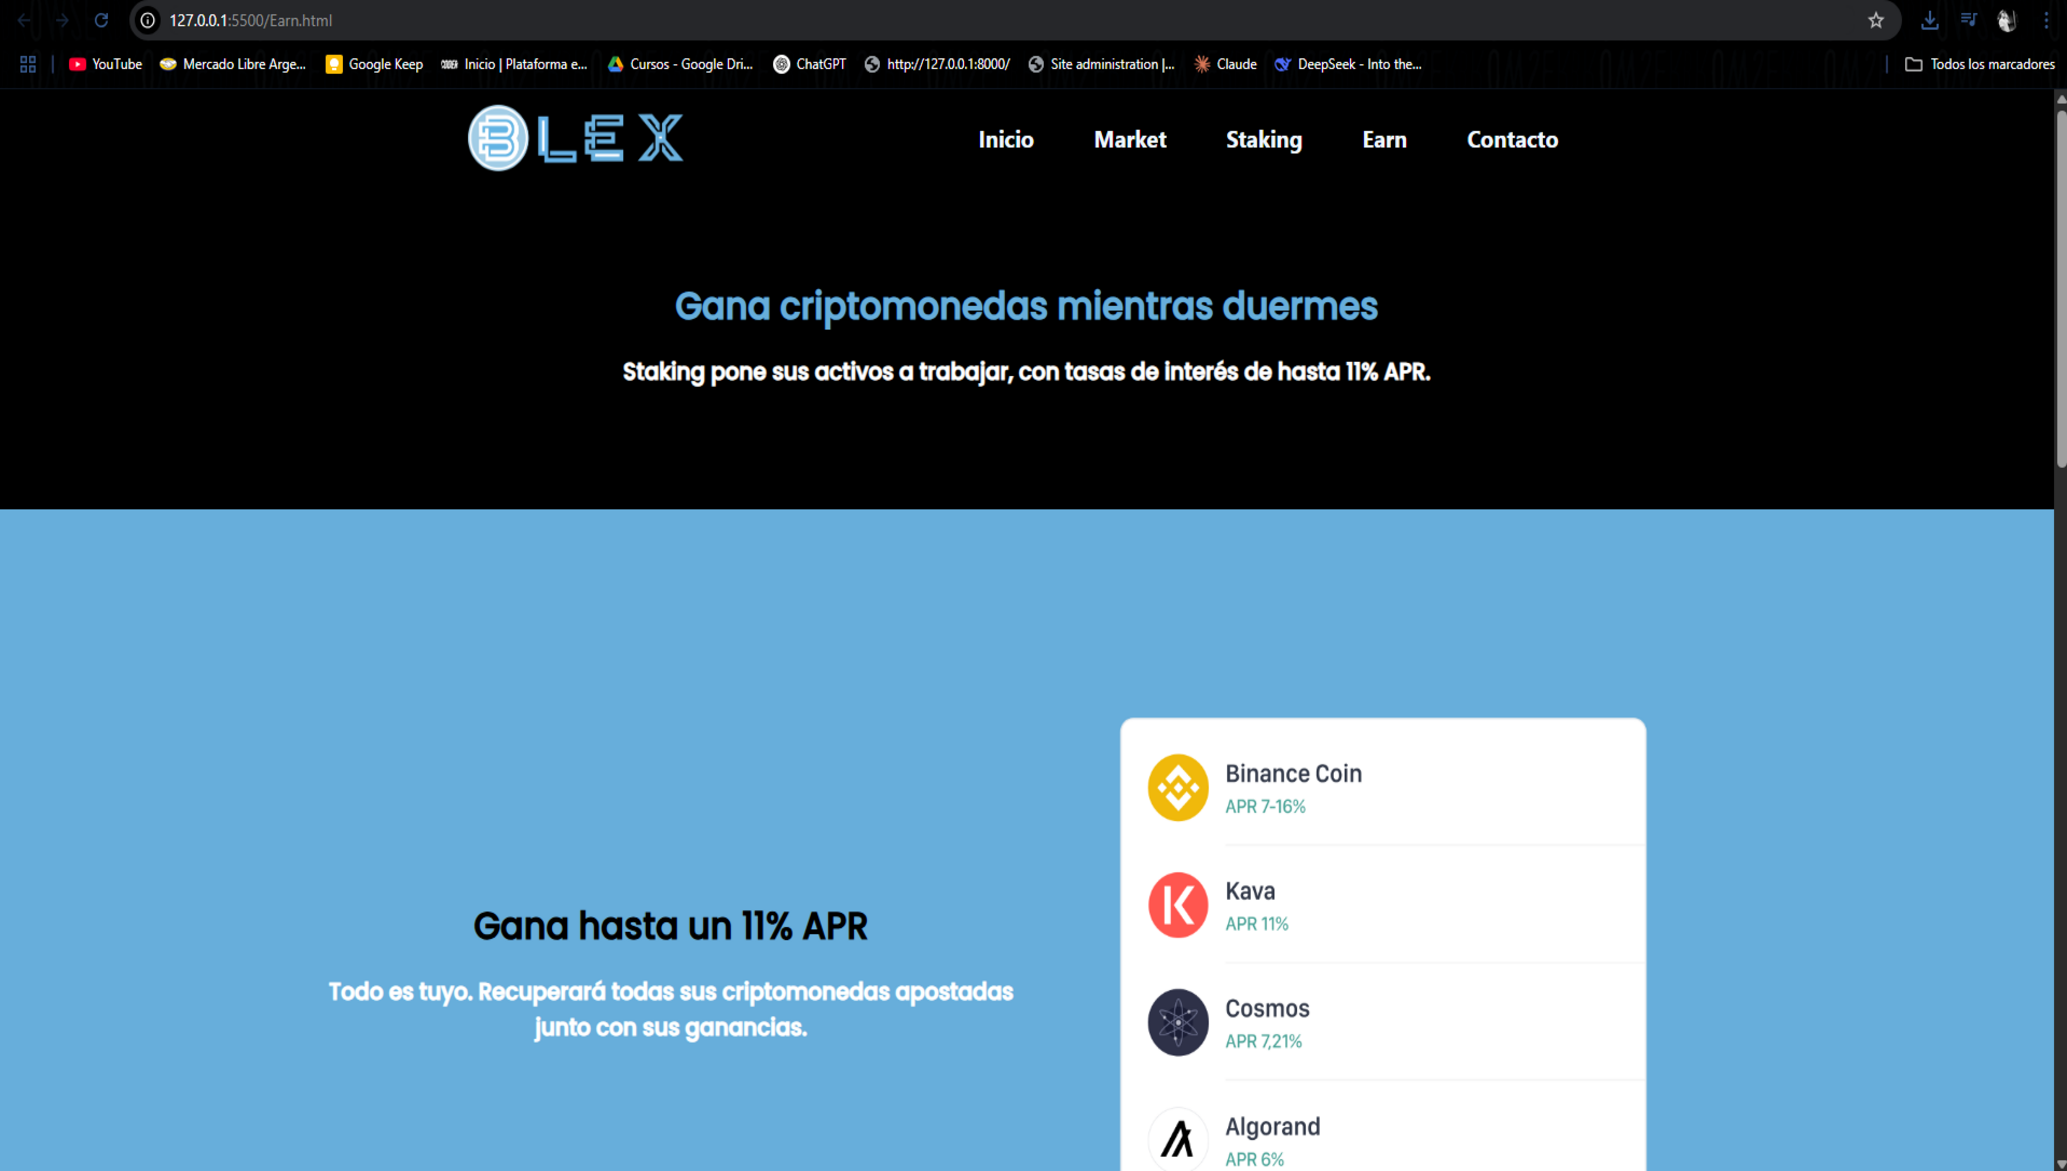 127.0.0.1:5500/Earn.html
YouTube
Mercado Libre Arge...
Google Keep
Inicio | Plataforma e...
Cursos - Google Dri...
ChatGPT
http://127.0.0.1:8000/
Site administration |...
Claude
DeepSeek - Into the...
Todos los marcadores
BLEX
Inicio
Market
Staking
Earn
Contacto
Gana criptomonedas mientras duermes
Staking pone sus activos a trabajar, con tasas de interés de hasta 11% APR.
Gana hasta un 11% APR
Todo es tuyo. Recuperará todas sus criptomonedas apostadas
junto con sus ganancias.
Binance Coin
APR 7-16%
Kava
APR 11%
Cosmos
APR 7,21%
Algorand
APR 6%